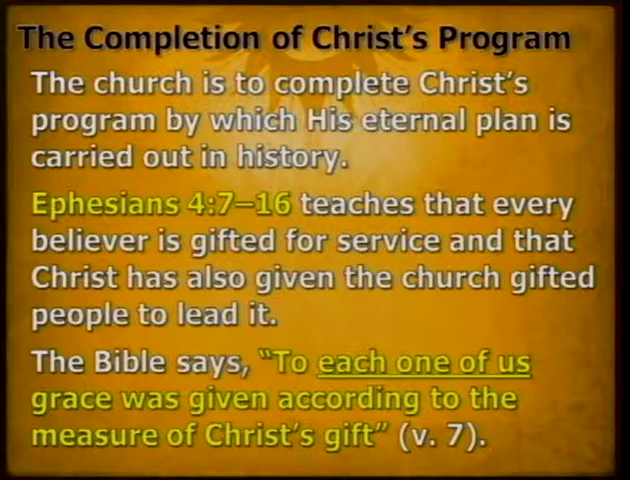 The Completion of Christ's Program
The church is to complete Christ's
program by which His eternal plan is
carried out in history.
Ephesians 4:7–16 teaches that every
believer is gifted for service and that
Christ has also given the church gifted
people to lead it.
The Bible says, "To each one of us
grace was given according to the
measure of Christ's gift" (v. 7).